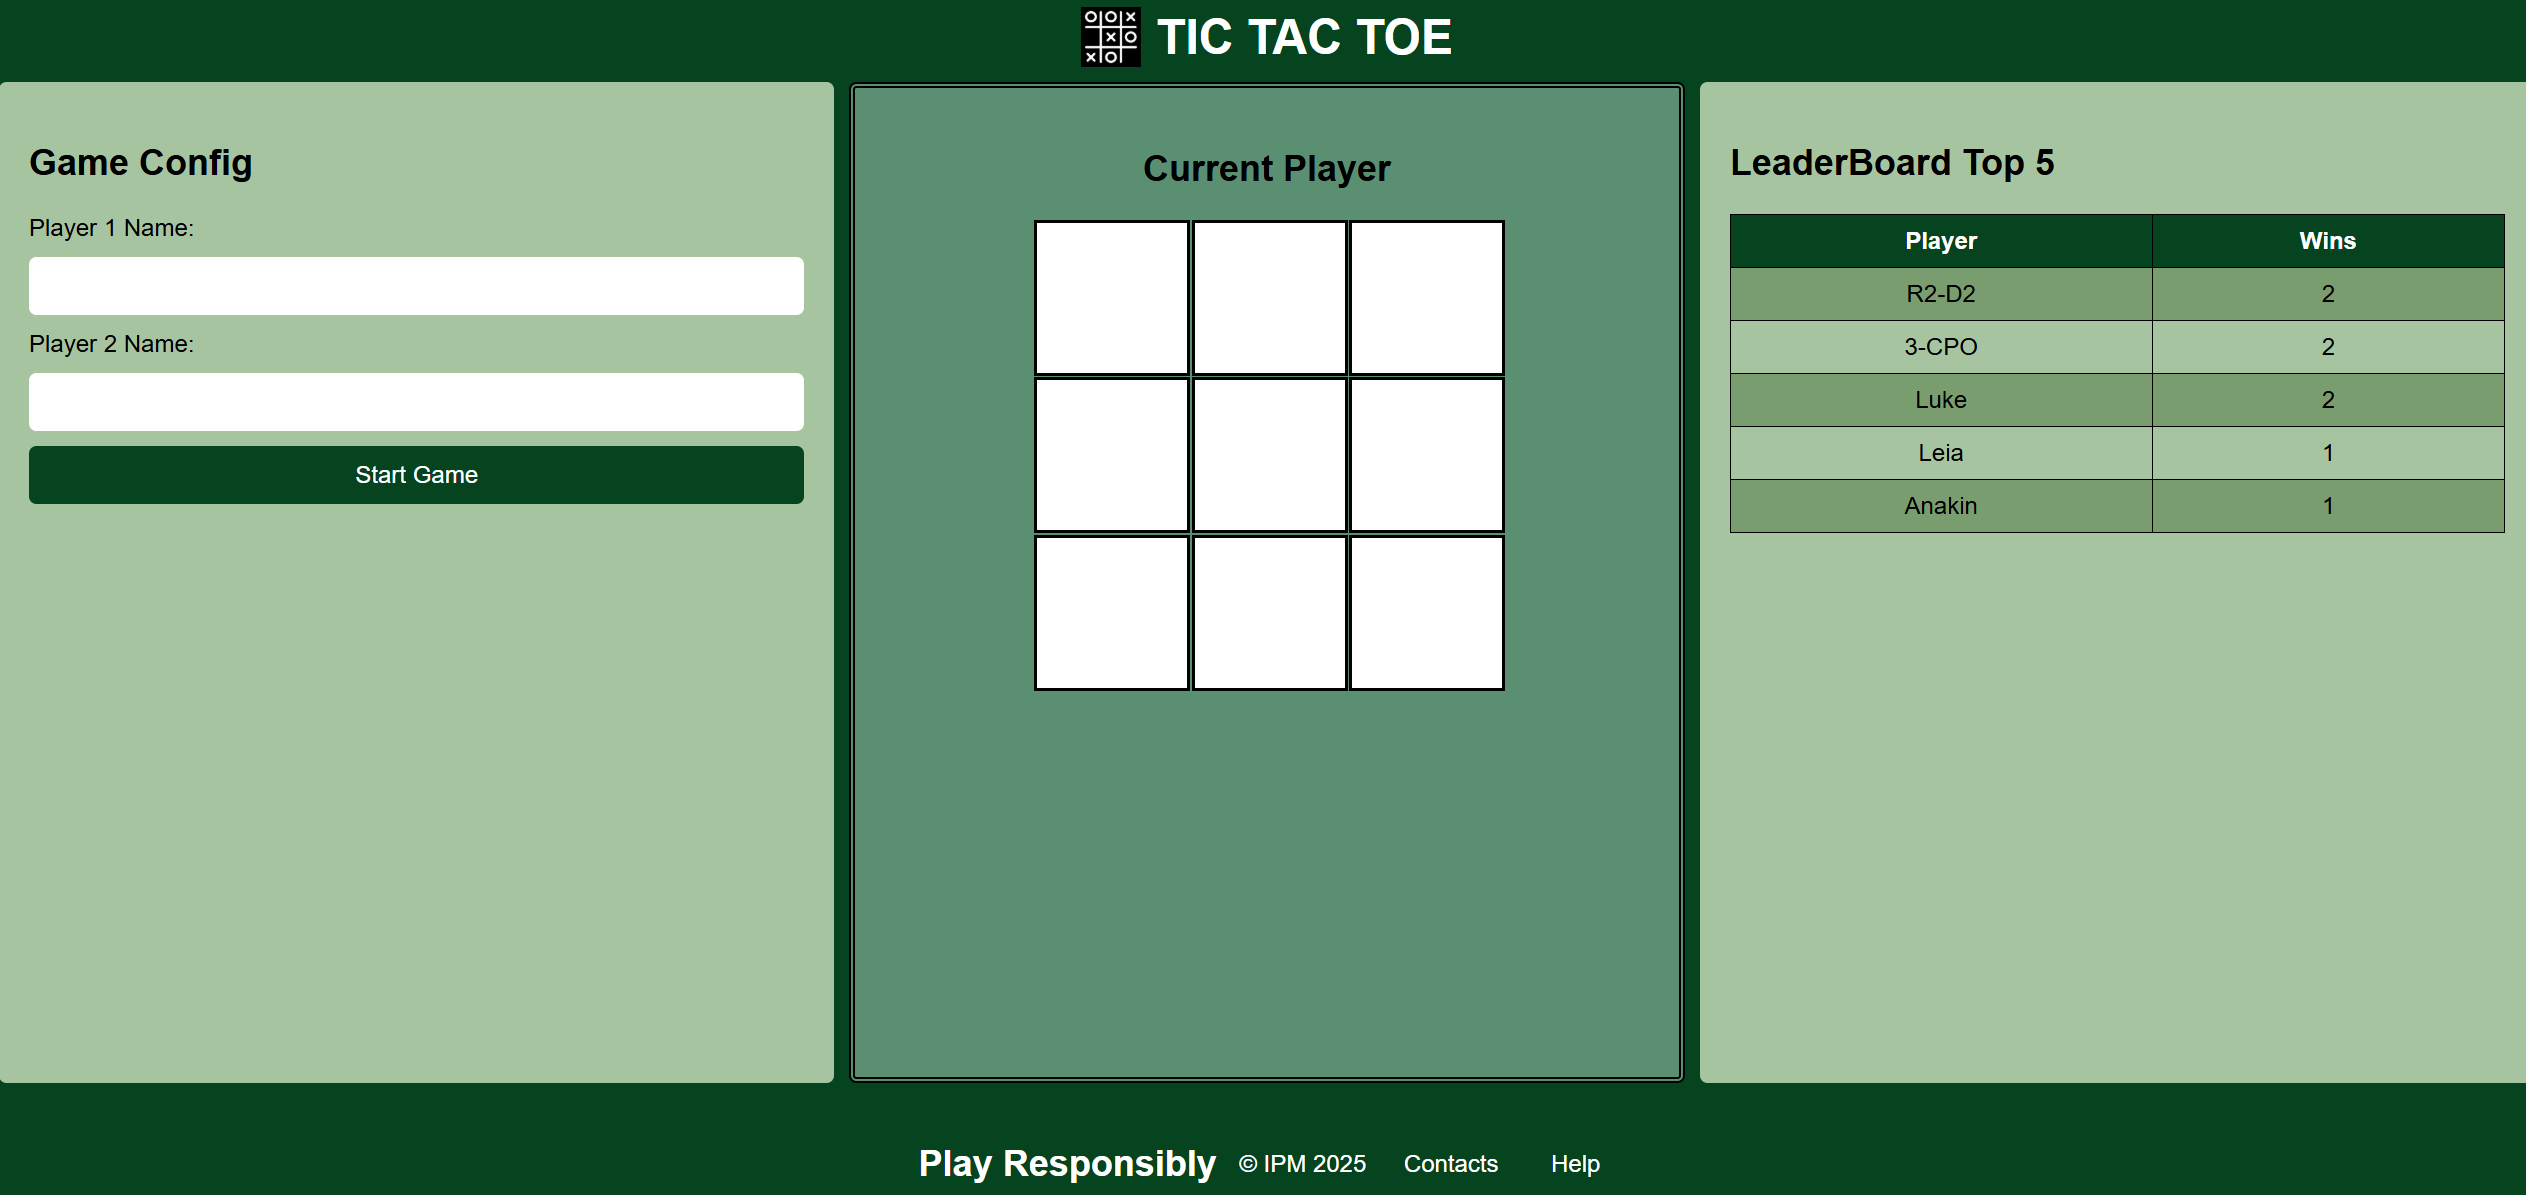 TIC TAC TOE
Game Config
Player 1 Name:
Player 2 Name:
Start Game
Current Player
LeaderBoard Top 5
Player Wins
R2-D2 2
3-CPO 2
Luke 2
Leia 1
Anakin 1
Play Responsibly © IPM 2025 Contacts Help